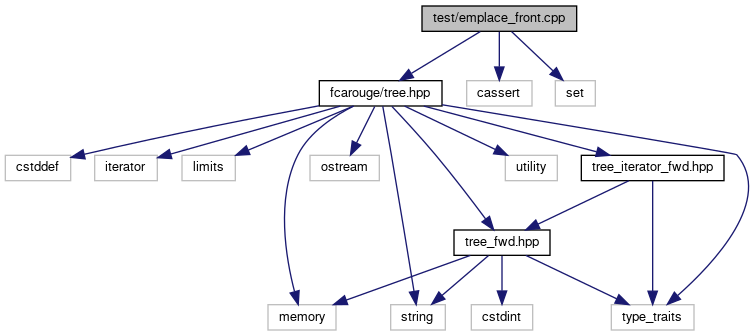 test/emplace_front.cpp
fcarouge/tree.hpp
cassert
set
cstddef
iterator
limits
ostream
utility
tree_iterator_fwd.hpp
tree_fwd.hpp
memory
string
cstdint
type_traits